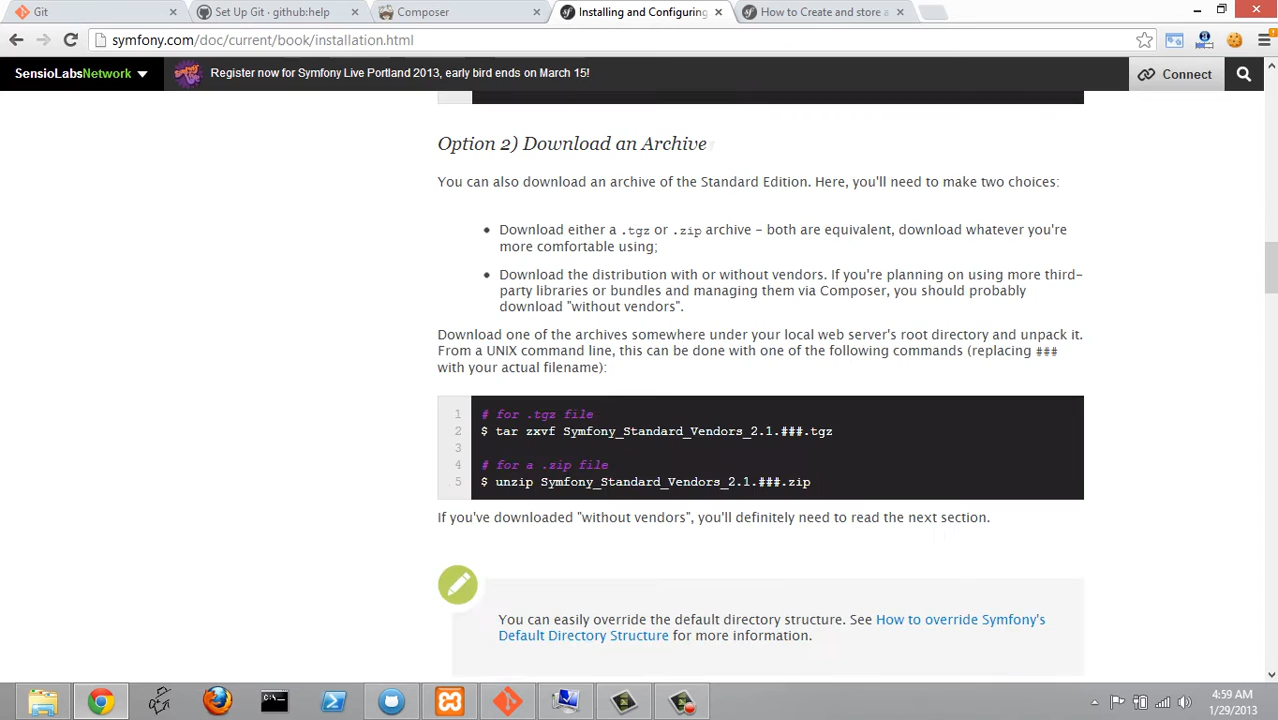 Git
Set Up Git · github:help
Composer
Installing and Configuring
How to Create and store a
symfony.com/doc/current/book/installation.html
SensioLabsNetwork
Register now for Symfony Live Portland 2013, early bird ends on March 15!
Connect
Option 2) Download an Archive
You can also download an archive of the Standard Edition. Here, you'll need to make two choices:
• Download either a .tgz or .zip archive – both are equivalent, download whatever you're
more comfortable using;
• Download the distribution with or without vendors. If you're planning on using more third-
party libraries or bundles and managing them via Composer, you should probably
download "without vendors".
Download one of the archives somewhere under your local web server's root directory and unpack it.
From a UNIX command line, this can be done with one of the following commands (replacing ###
with your actual filename):
1 # for .tgz file
2 $ tar zxvf Symfony_Standard_Vendors_2.1.###.tgz
3
4 # for a .zip file
5 $ unzip Symfony_Standard_Vendors_2.1.###.zip
If you've downloaded "without vendors", you'll definitely need to read the next section.
You can easily override the default directory structure. See How to override Symfony's
Default Directory Structure for more information.
4:59 AM
1/29/2013